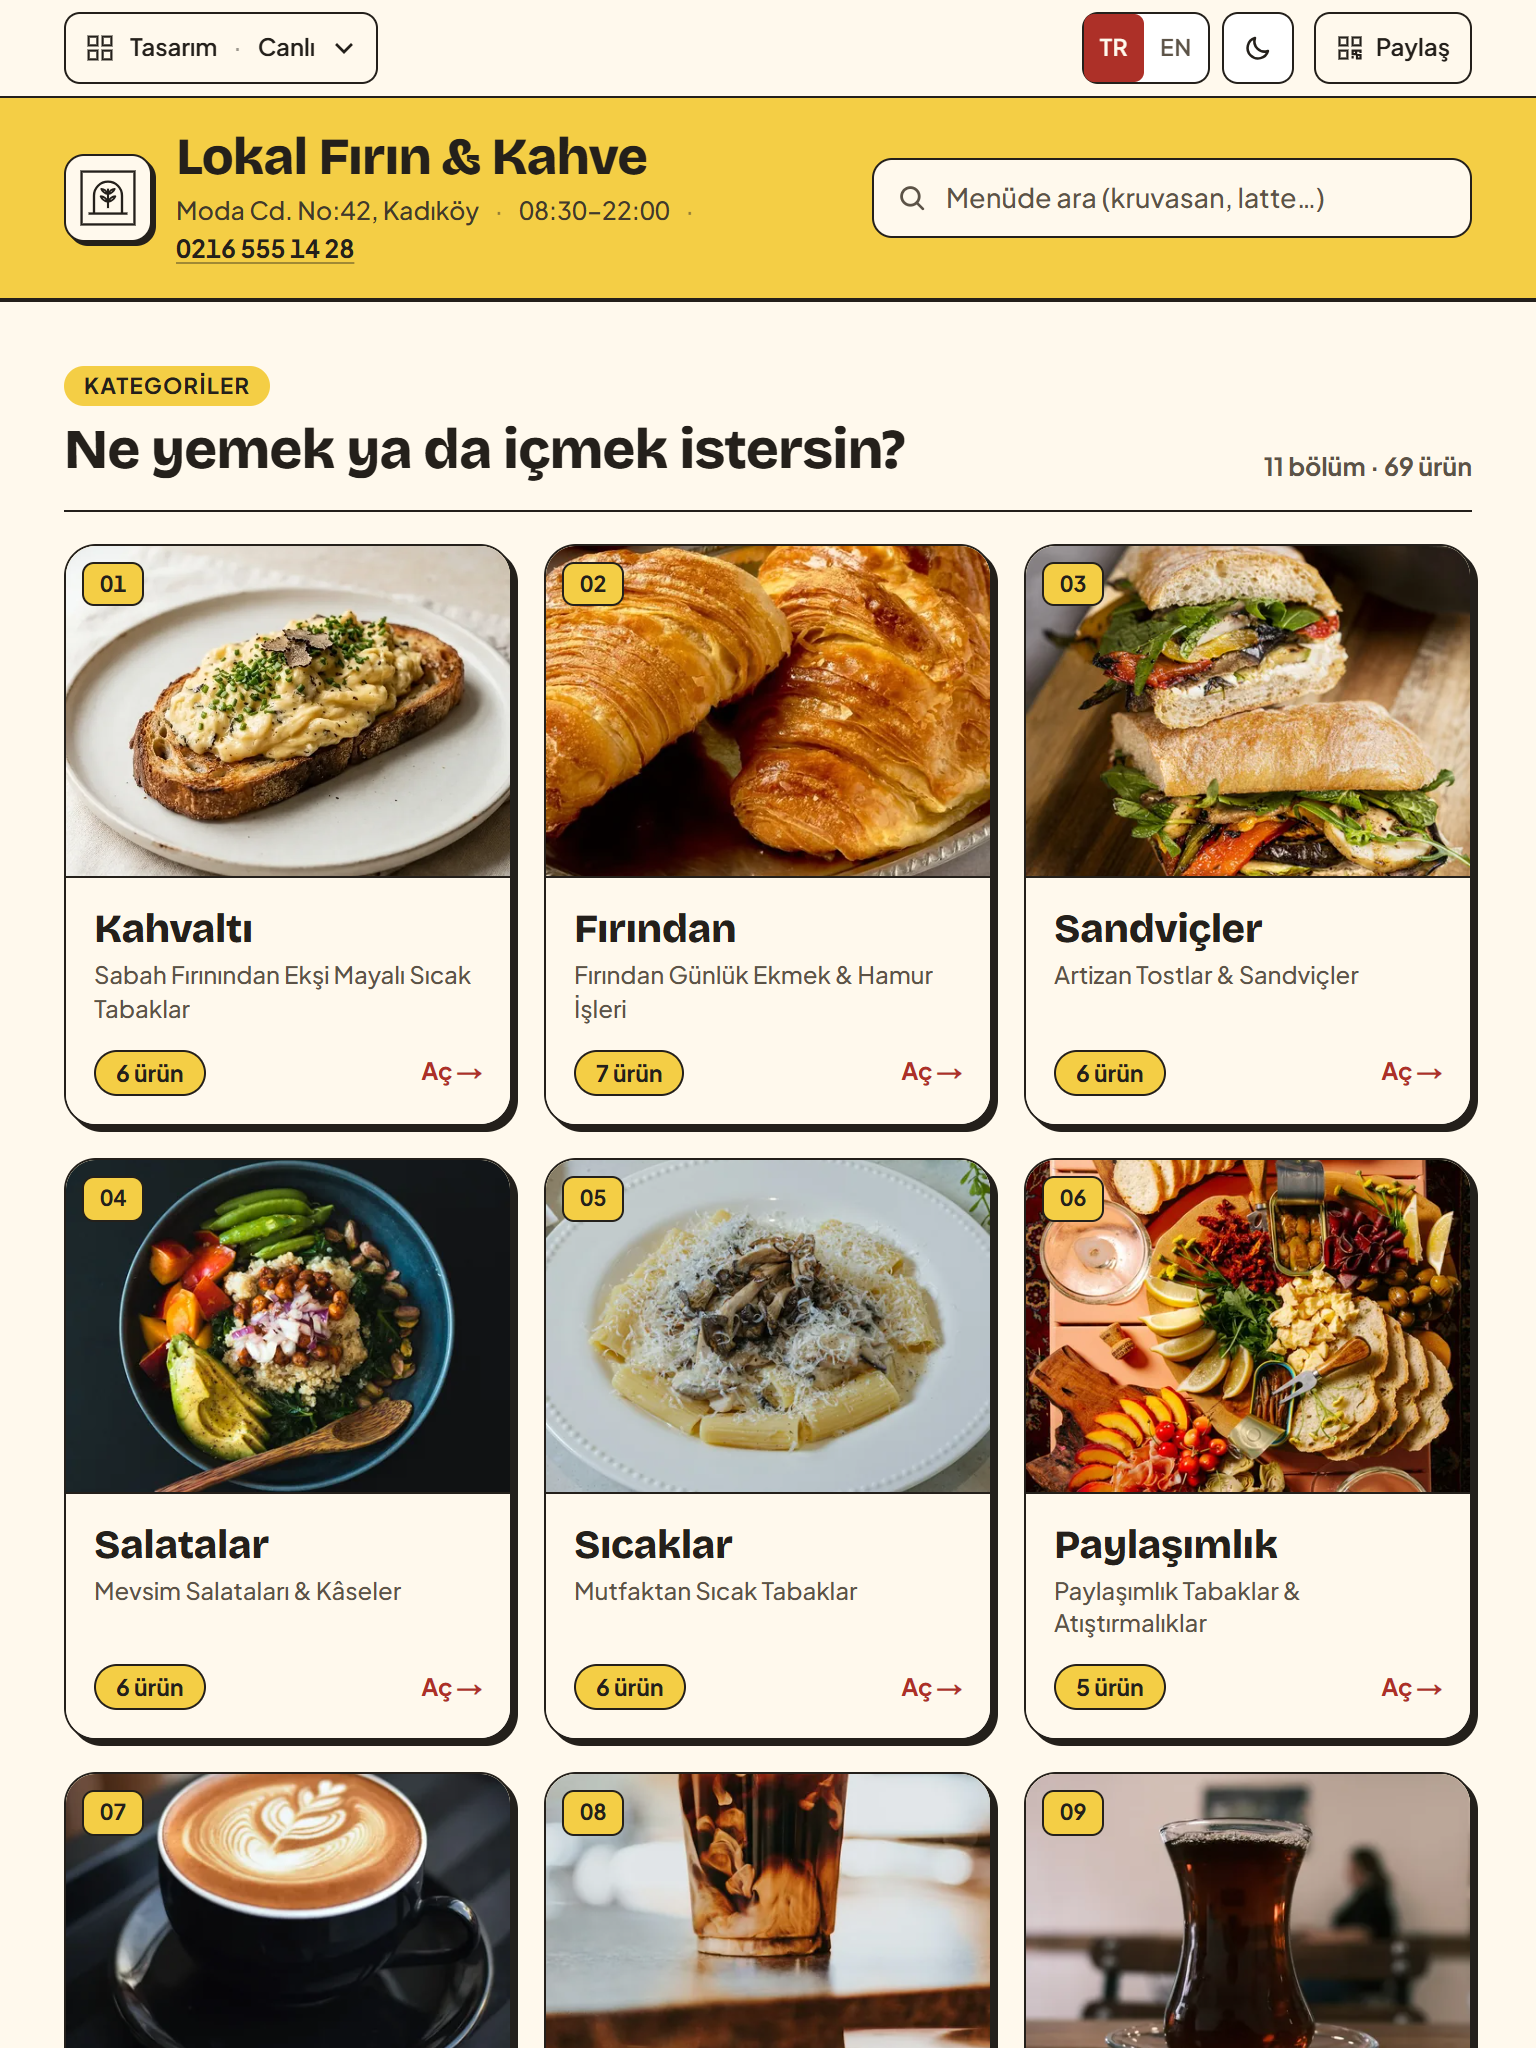 Tasarım · Canlı
TR EN
Paylaş
Lokal Fırın & Kahve
Moda Cd. No:42, Kadıköy · 08:30–22:00 ·
0216 555 14 28
Menüde ara (kruvasan, latte…)
KATEGORİLER
Ne yemek ya da içmek istersin?
11 bölüm · 69 ürün
01
Kahvaltı
Sabah Fırınından Ekşi Mayalı Sıcak
Tabaklar
6 ürün
Aç →
02
Fırından
Fırından Günlük Ekmek & Hamur
İşleri
7 ürün
Aç →
03
Sandviçler
Artizan Tostlar & Sandviçler
6 ürün
Aç →
04
Salatalar
Mevsim Salataları & Kâseler
6 ürün
Aç →
05
Sıcaklar
Mutfaktan Sıcak Tabaklar
6 ürün
Aç →
06
Paylaşımlık
Paylaşımlık Tabaklar &
Atıştırmalıklar
5 ürün
Aç →
07
08
09